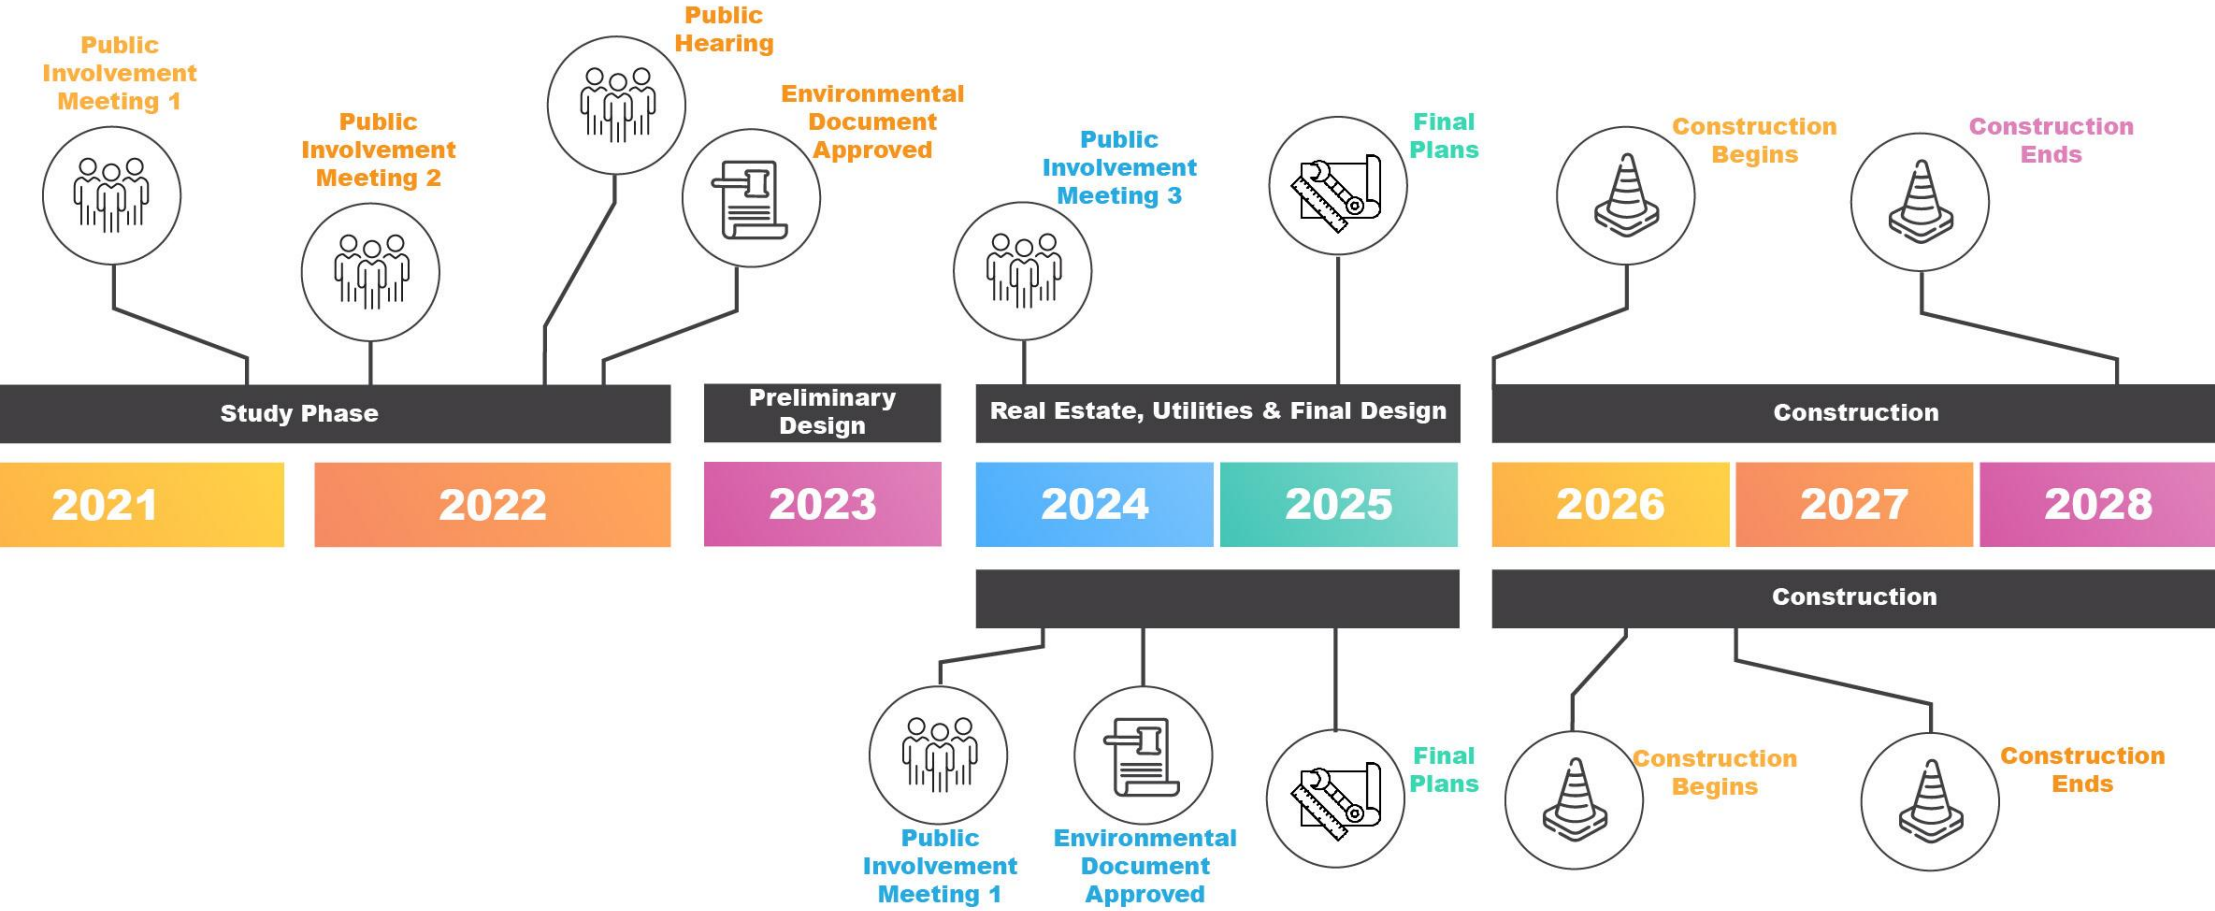 Public
Involvement
Meeting 1
Public
Involvement
Meeting 2
Public
Hearing
Environmental
Document
Approved
Public
Involvement
Meeting 3
Final
Plans
Construction
Begins
Construction
Ends
Study Phase
Preliminary
Design
Real Estate, Utilities & Final Design
Construction
2021
2022
2023
2024
2025
2026
2027
2028
Construction
Public
Involvement
Meeting 1
Environmental
Document
Approved
Final
Plans
Construction
Begins
Construction
Ends